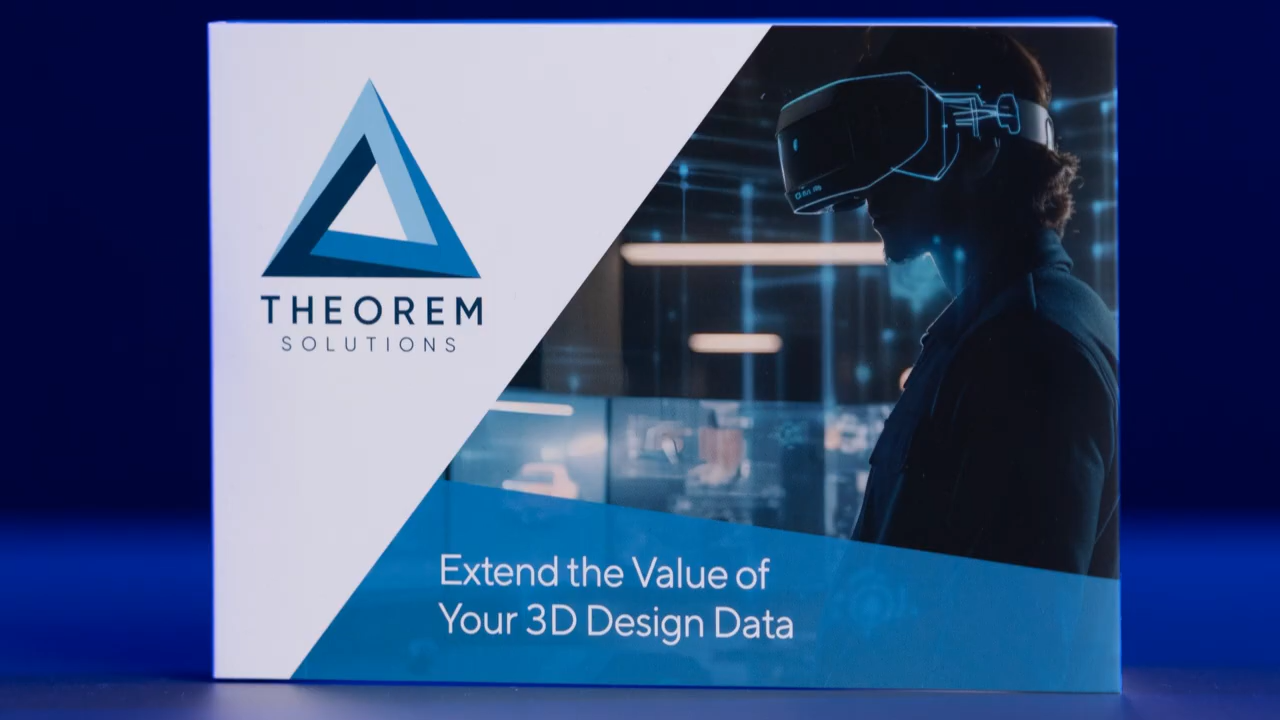 THEOREM
SOLUTIONS
Extend the Value of
Your 3D Design Data